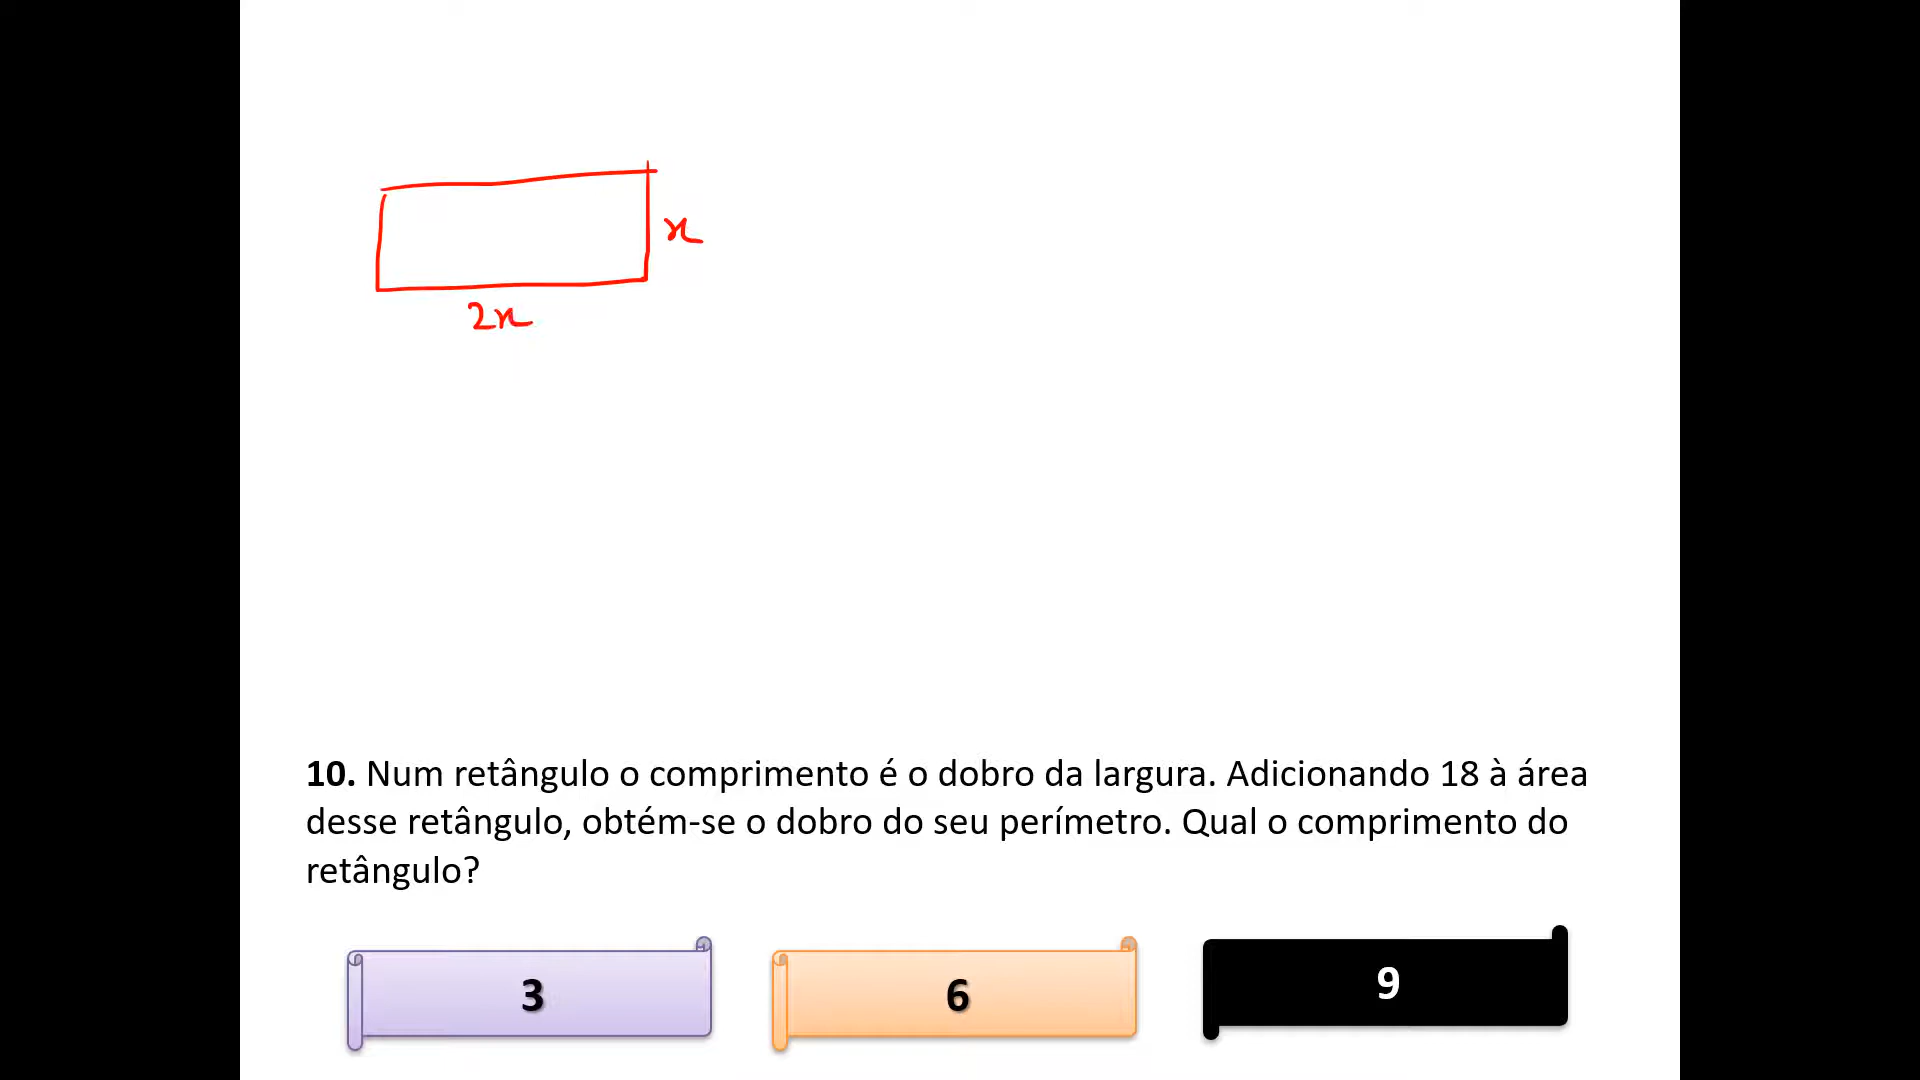 x
2x
10. Num retângulo o comprimento é o dobro da largura. Adicionando 18 à área
desse retângulo, obtém-se o dobro do seu perímetro. Qual o comprimento do
retângulo?
3
6
9